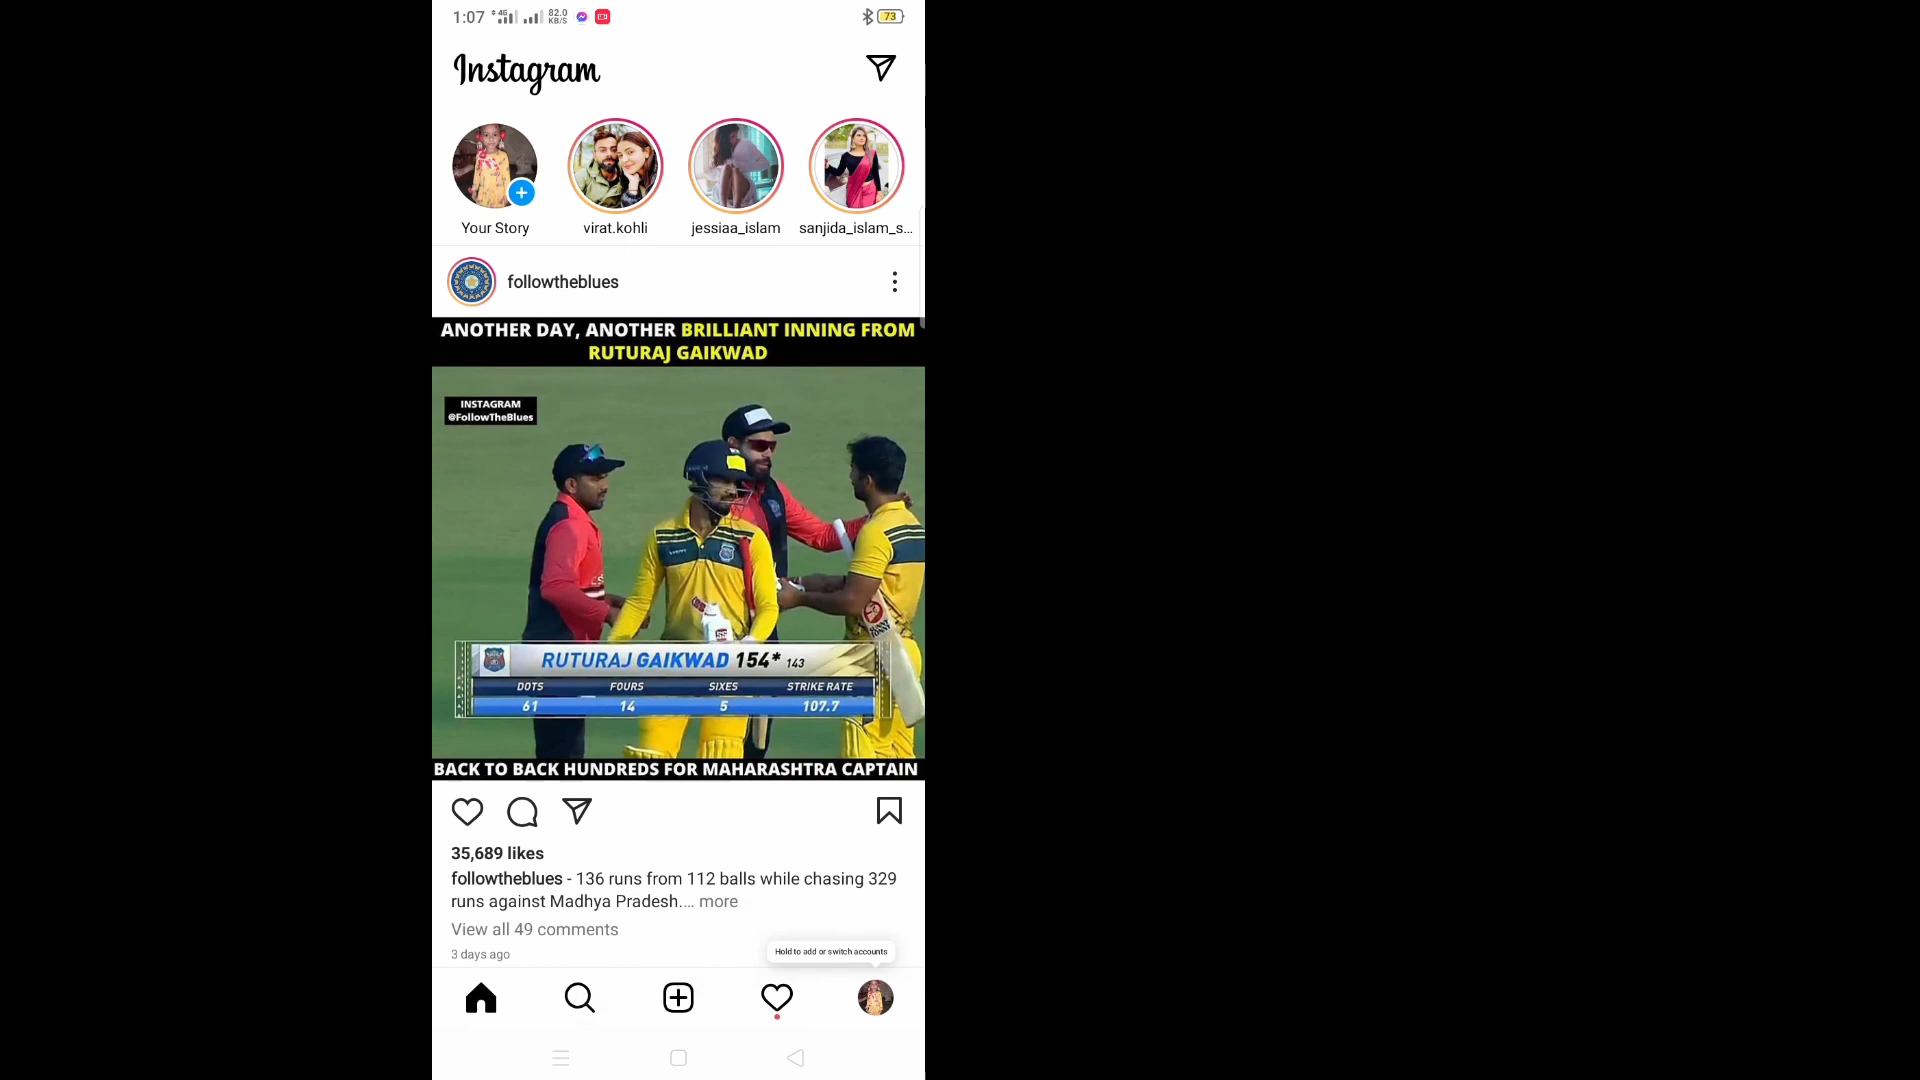 1:07 4G 82.0 KB/S 73
Instagram
Your Story virat.kohli jessiaa_islam sanjida_islam_s...
followtheblues
ANOTHER DAY, ANOTHER BRILLIANT INNING FROM
RUTURAJ GAIKWAD
INSTAGRAM
@FollowTheBlues
SS
RUTURAJ GAIKWAD 154* 143
DOTS FOURS SIXES STRIKE RATE
61 14 5 107.7
BACK TO BACK HUNDREDS FOR MAHARASHTRA CAPTAIN
35,689 likes
followtheblues - 136 runs from 112 balls while chasing 329
runs against Madhya Pradesh.... more
View all 49 comments
3 days ago
Hold to add or switch accounts